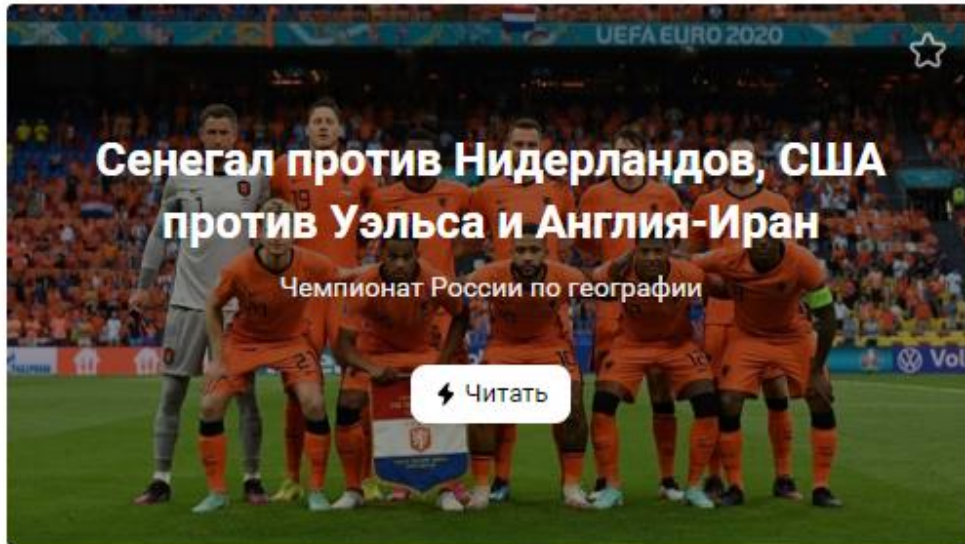 UEFA EURO 2020
Сенегал против Нидерландов, США
против Уэльса и Англия-Иран
Чемпионат России по географии
Читать